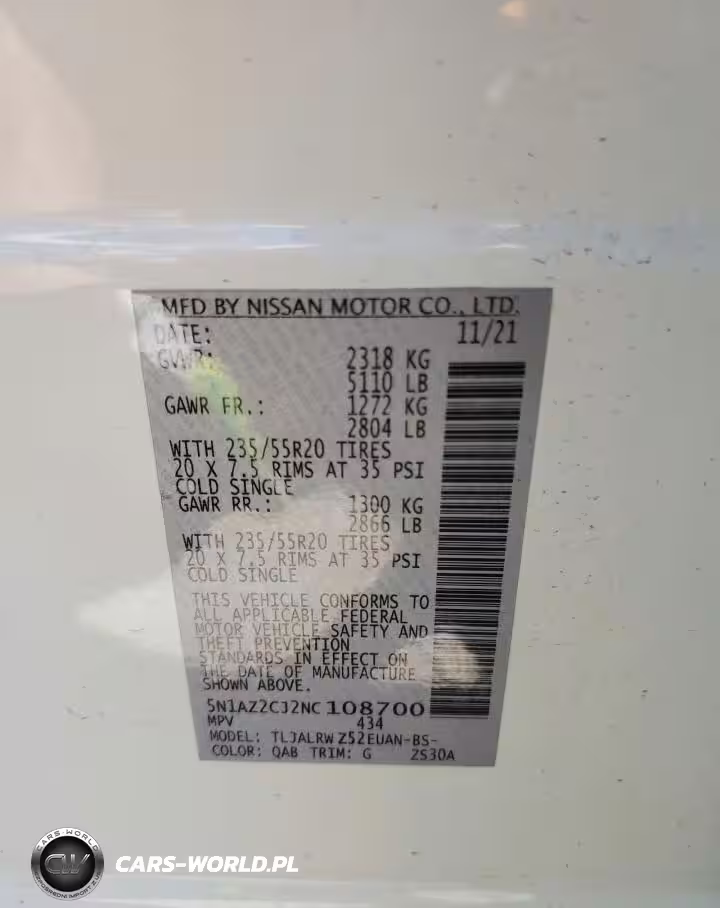 MFD BY NISSAN MOTOR CO., LTD.
DATE: 11/21
GVWR: 2318 KG
5110 LB
GAWR FR.: 1272 KG
2804 LB
WITH 235/55R20 TIRES
20 X 7.5 RIMS AT 35 PSI
COLD SINGLE
GAWR RR.: 1300 KG
2866 LB
WITH 235/55R20 TIRES
20 X 7.5 RIMS AT 35 PSI
COLD SINGLE
THIS VEHICLE CONFORMS TO
ALL APPLICABLE FEDERAL
MOTOR VEHICLE SAFETY AND
THEFT PREVENTION
STANDARDS IN EFFECT ON
THE DATE OF MANUFACTURE
SHOWN ABOVE.
5N1AZ2CJ2NC108700
MPV 434
MODEL: TLJALRW Z52EUAN-BS-
COLOR: QAB TRIM: G 2S30A
CARS-WORLD
CW
CARS-WORLD.PL